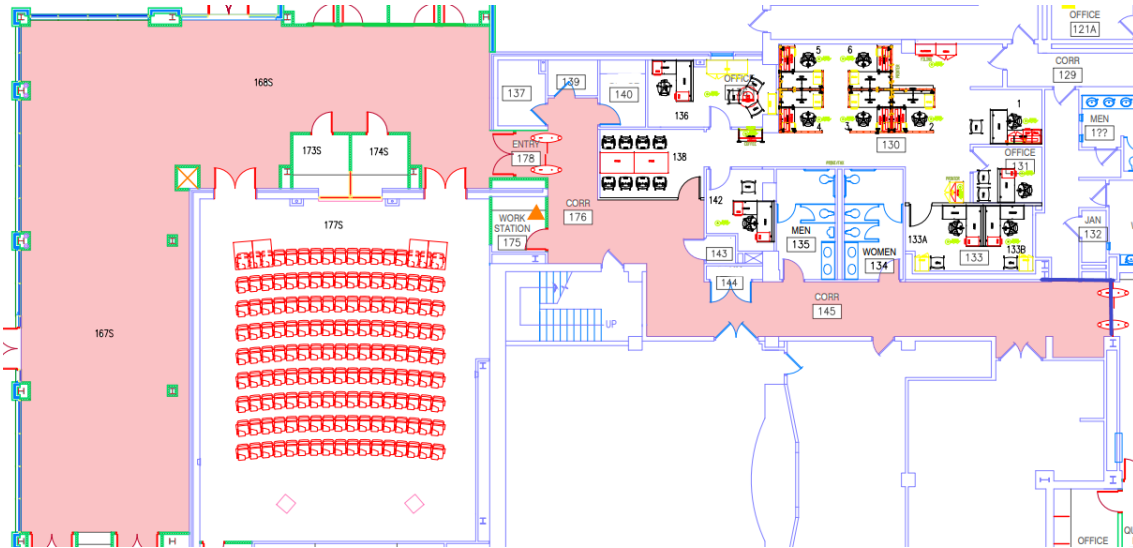 OFFICE
121A
5
6
CORR
129
168S
137
139
140
OFFICE
136
4
3
2
1
MEN
1??
173S
174S
ENTRY
178
138
130
OFFICE
131
177S
WORK
STATION
175
CORR
176
142
MEN
135
WOMEN
134
133A
133B
133
JAN
132
143
144
CORR
145
UP
167S
OFFICE